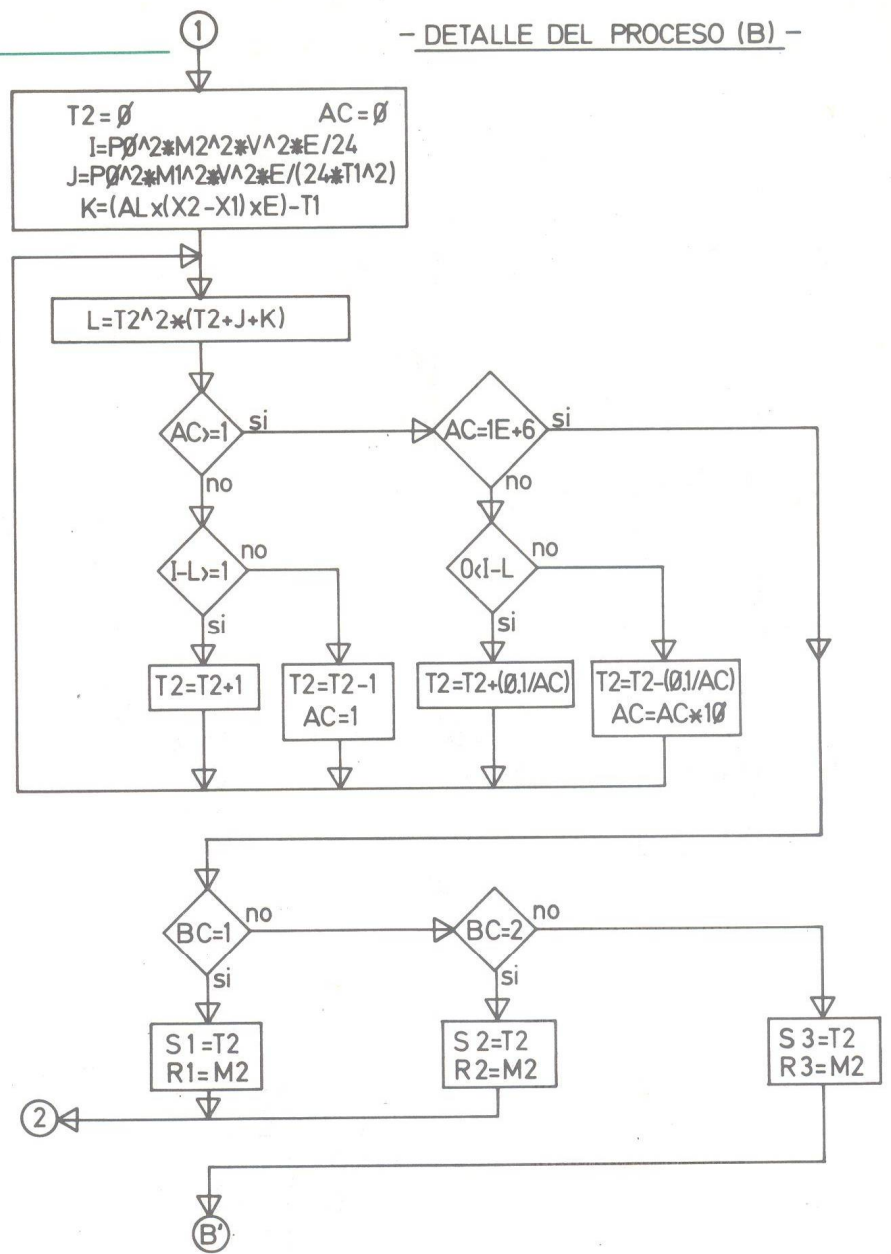 1
- DETALLE DEL PROCESO (B) -
T2=Ø AC=Ø
I=PØ^2*M2^2*V^2*E/24
J=PØ^2*M1^2*V^2*E/(24*T1^2)
K=(ALx(X2-X1)xE)-T1
L=T2^2*(T2+J+K)
AC>=1
si
AC=1E+6
si
no
no
I-L>=1
no
0<I-L
no
si
si
T2=T2+1
T2=T2-1
AC=1
T2=T2+(Ø.1/AC)
T2=T2-(Ø.1/AC)
AC=AC*1Ø
BC=1
no
BC=2
no
si
si
S1=T2
R1=M2
S2=T2
R2=M2
S3=T2
R3=M2
2
B'